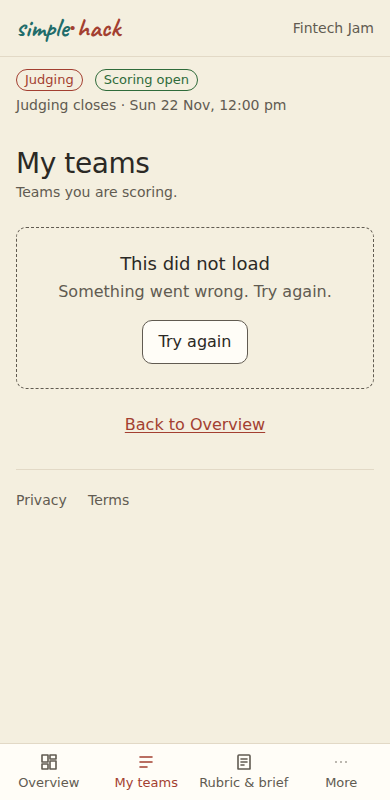 simple·hack
Fintech Jam
Judging
Scoring open
Judging closes · Sun 22 Nov, 12:00 pm
My teams
Teams you are scoring.
This did not load
Something went wrong. Try again.
Try again
Back to Overview
Privacy
Terms
Overview
My teams
Rubric & brief
More